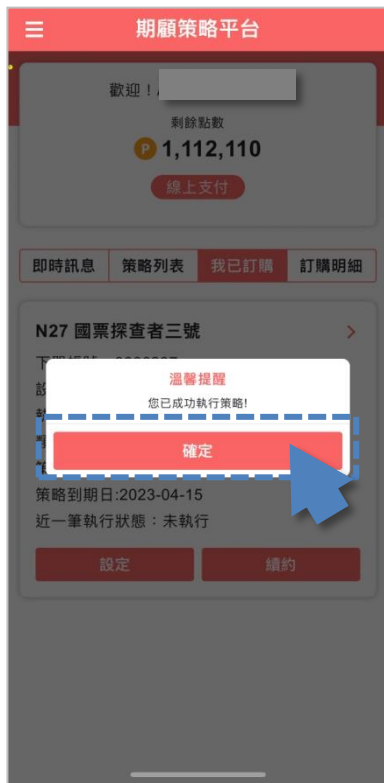 期顧策略平台
歡迎！
剩餘點數
P 1,112,110
線上支付
即時訊息 策略列表 我已訂購 訂購明細
N27 國票探查者三號
溫馨提醒
您已成功執行策略!
確定
策略到期日:2023-04-15
近一筆執行狀態：未執行
設定 續約